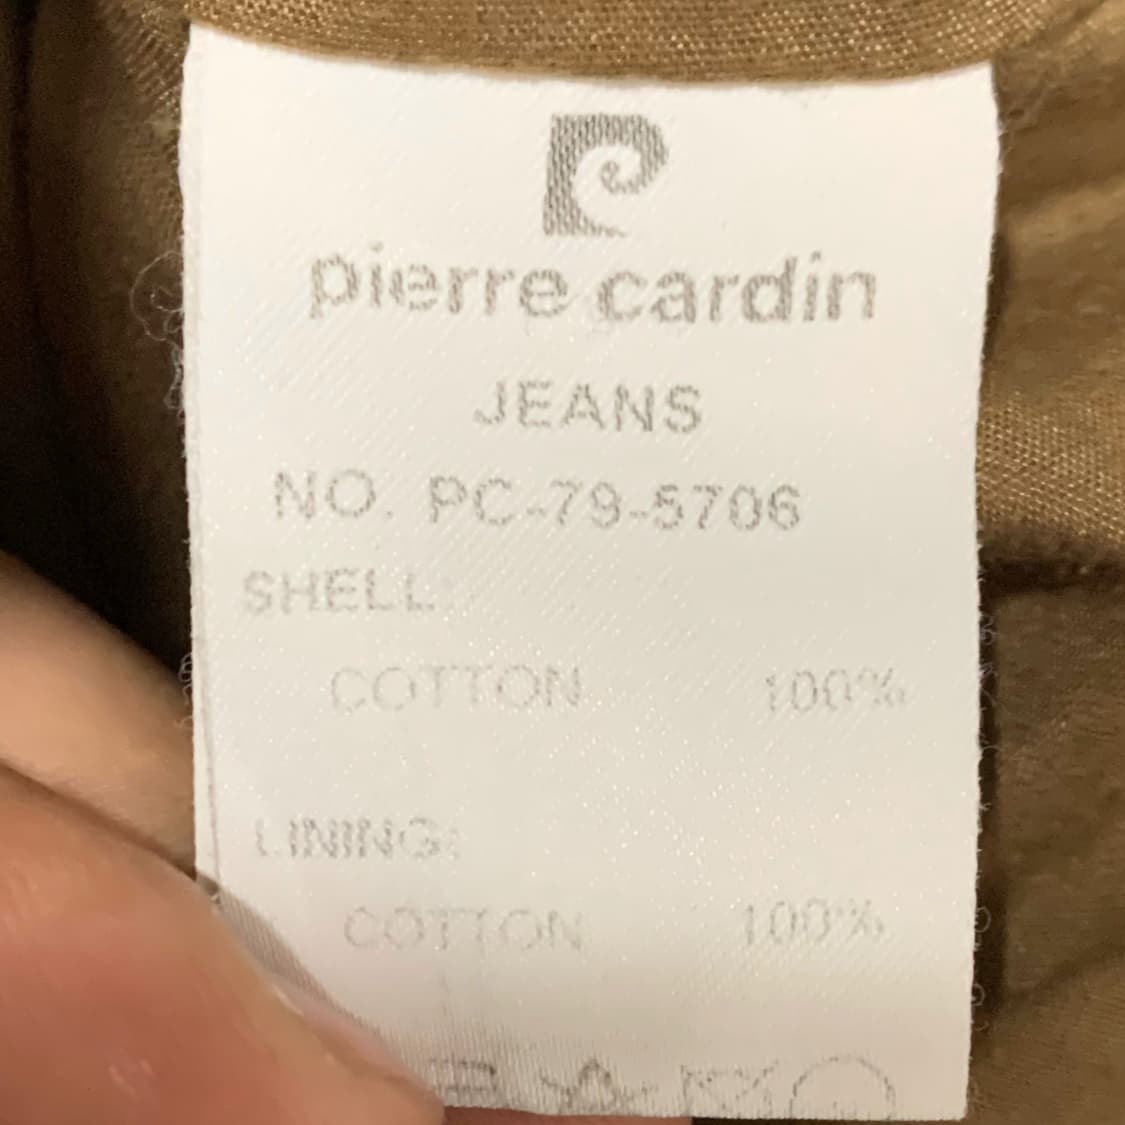 pierre cardin
JEANS
NO. PC-79-5706
SHELL:
COTTON 100%
LINING:
COTTON 100%